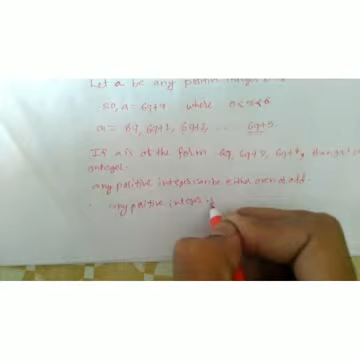 Let a be any positive integer
so, a = 6q+r where 0≤r<6
a = 6q, 6q+1, 6q+2, ..... 6q+5.
If a is of the form 6q, 6q+2, 6q+4,
integer.
any positive integer can be either even or odd.
any positive integer